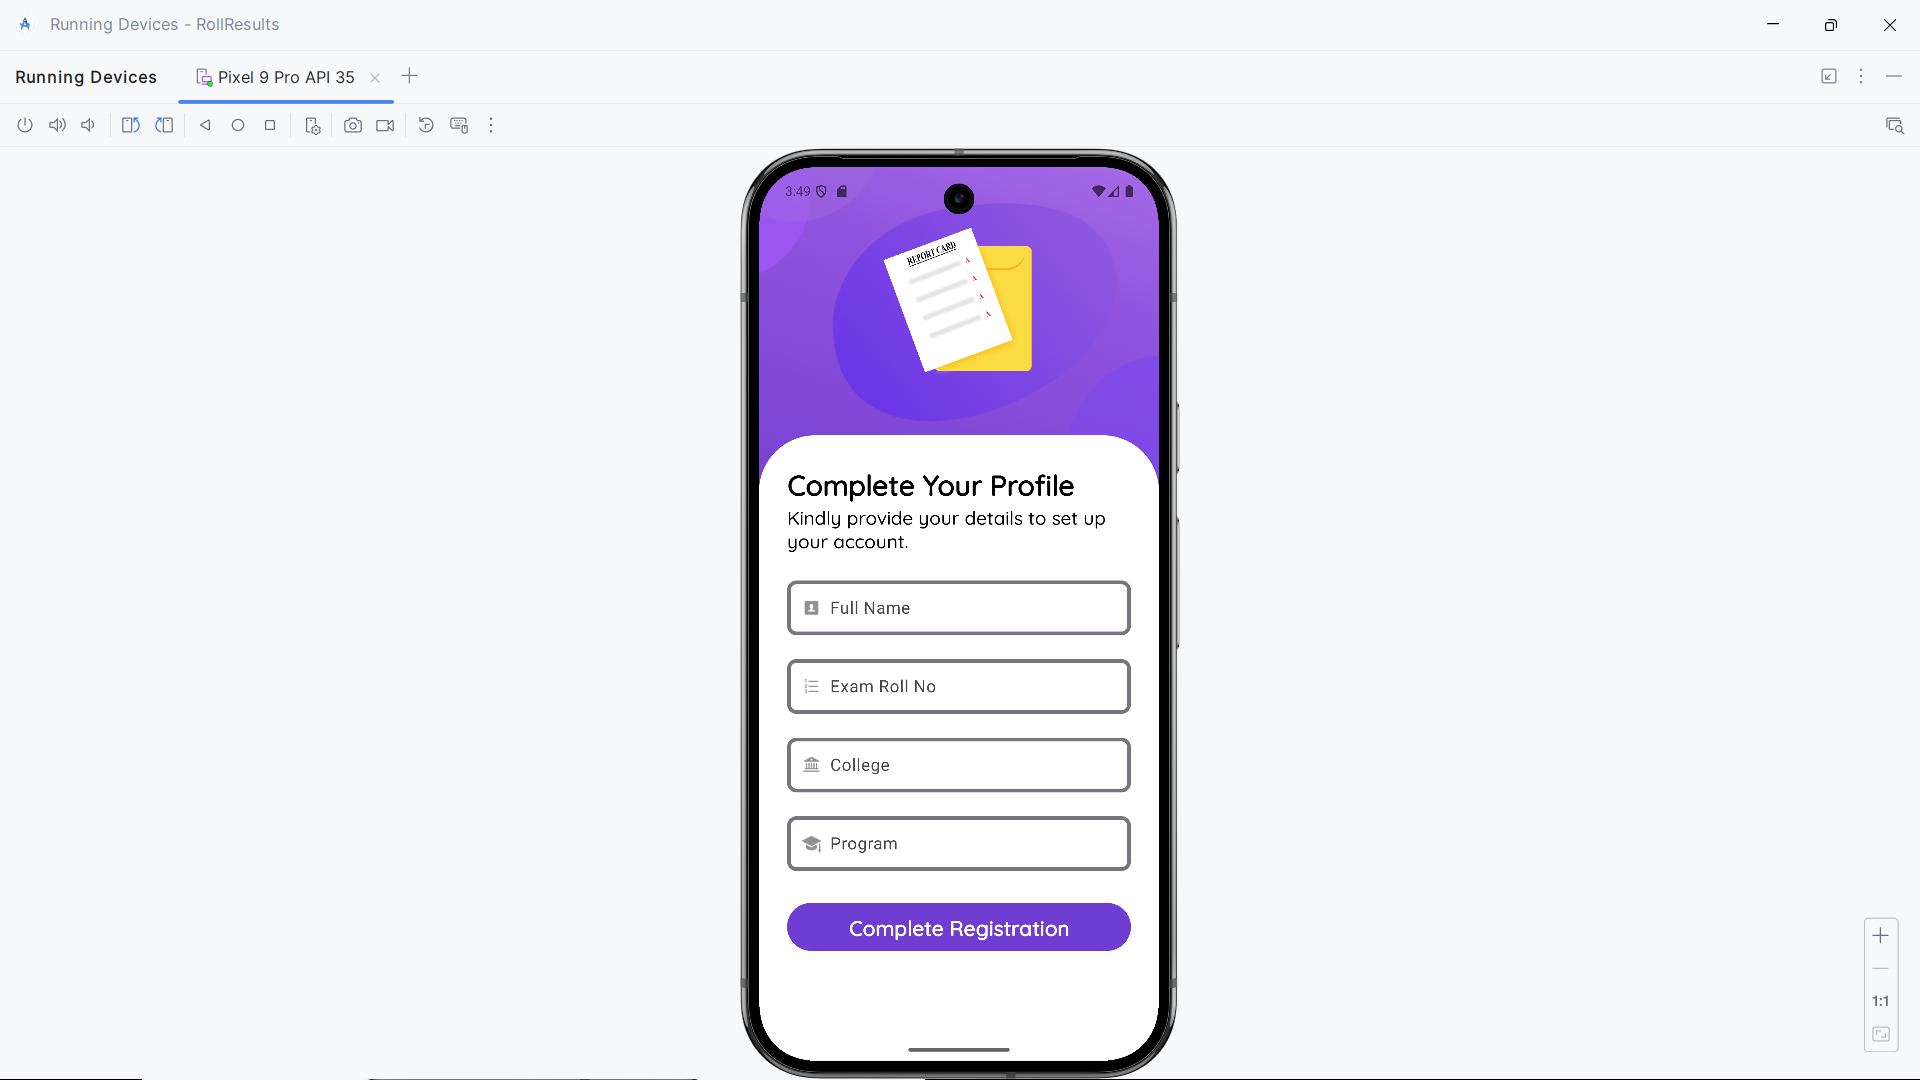 Running Devices - RollResults
Running Devices
Pixel 9 Pro API 35
3:49
REPORT CARD
A
A
A
A
Complete Your Profile
Kindly provide your details to set up
your account.
Full Name
Exam Roll No
College
Program
Complete Registration
1:1